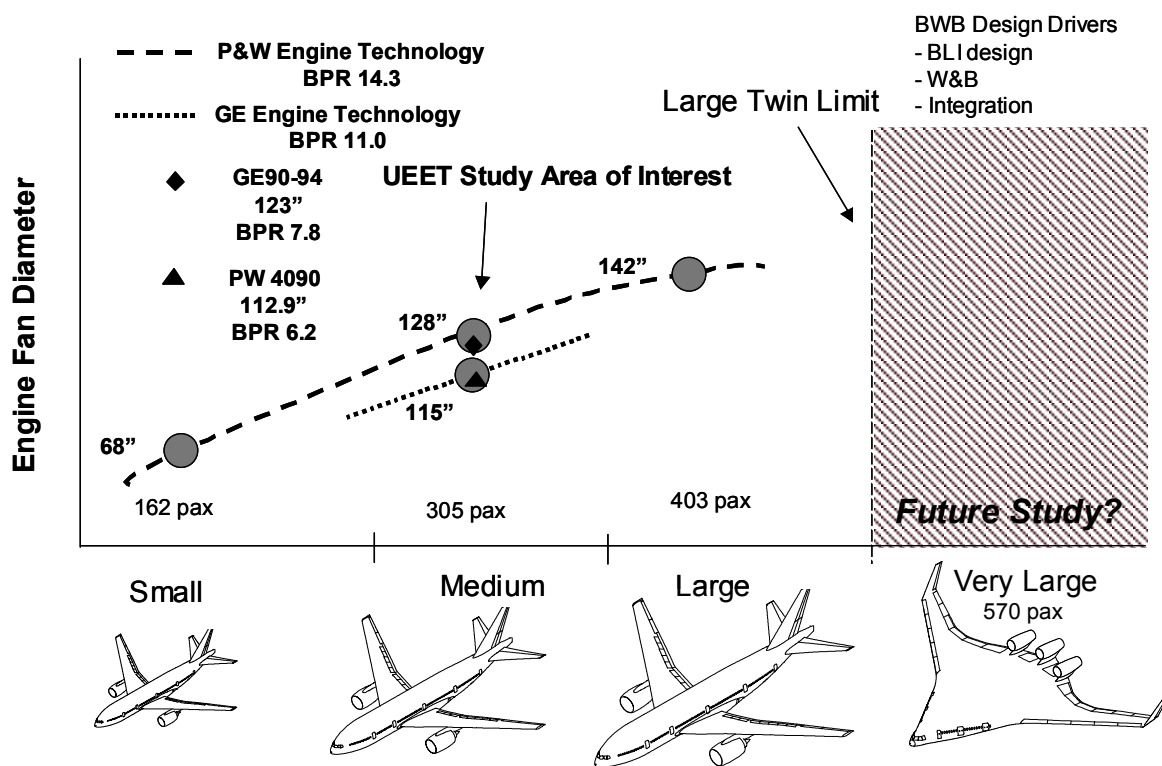 P&W Engine Technology
BPR 14.3
GE Engine Technology
BPR 11.0
GE90-94
123”
BPR 7.8
PW 4090
112.9”
BPR 6.2
UEET Study Area of Interest
Large Twin Limit
BWB Design Drivers
- BLI design
- W&B
- Integration
Engine Fan Diameter
142”
128”
115”
68”
162 pax
305 pax
403 pax
Future Study?
Small
Medium
Large
Very Large
570 pax